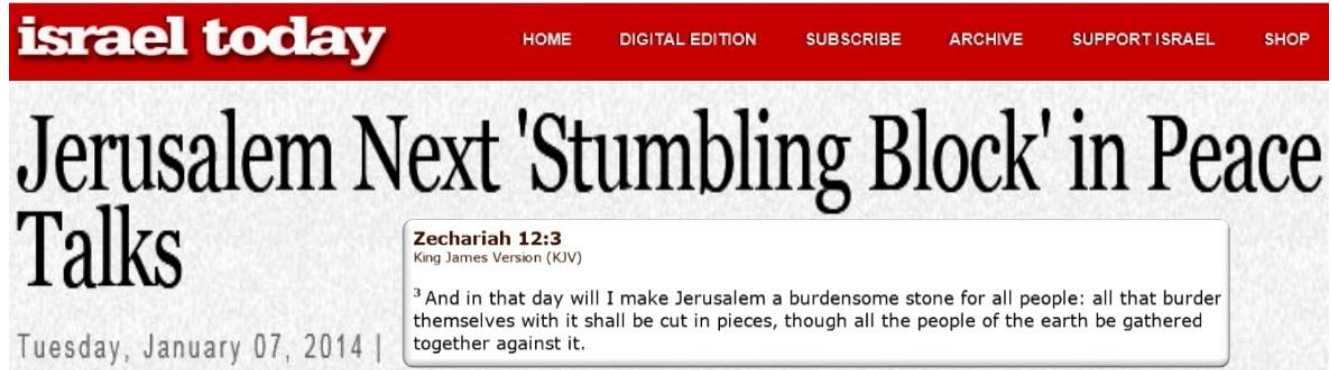 israel today
HOME DIGITAL EDITION SUBSCRIBE ARCHIVE SUPPORT ISRAEL SHOP
Jerusalem Next 'Stumbling Block' in Peace
Talks
Tuesday, January 07, 2014 |
Zechariah 12:3
King James Version (KJV)
3 And in that day will I make Jerusalem a burdensome stone for all people: all that burder
themselves with it shall be cut in pieces, though all the people of the earth be gathered
together against it.